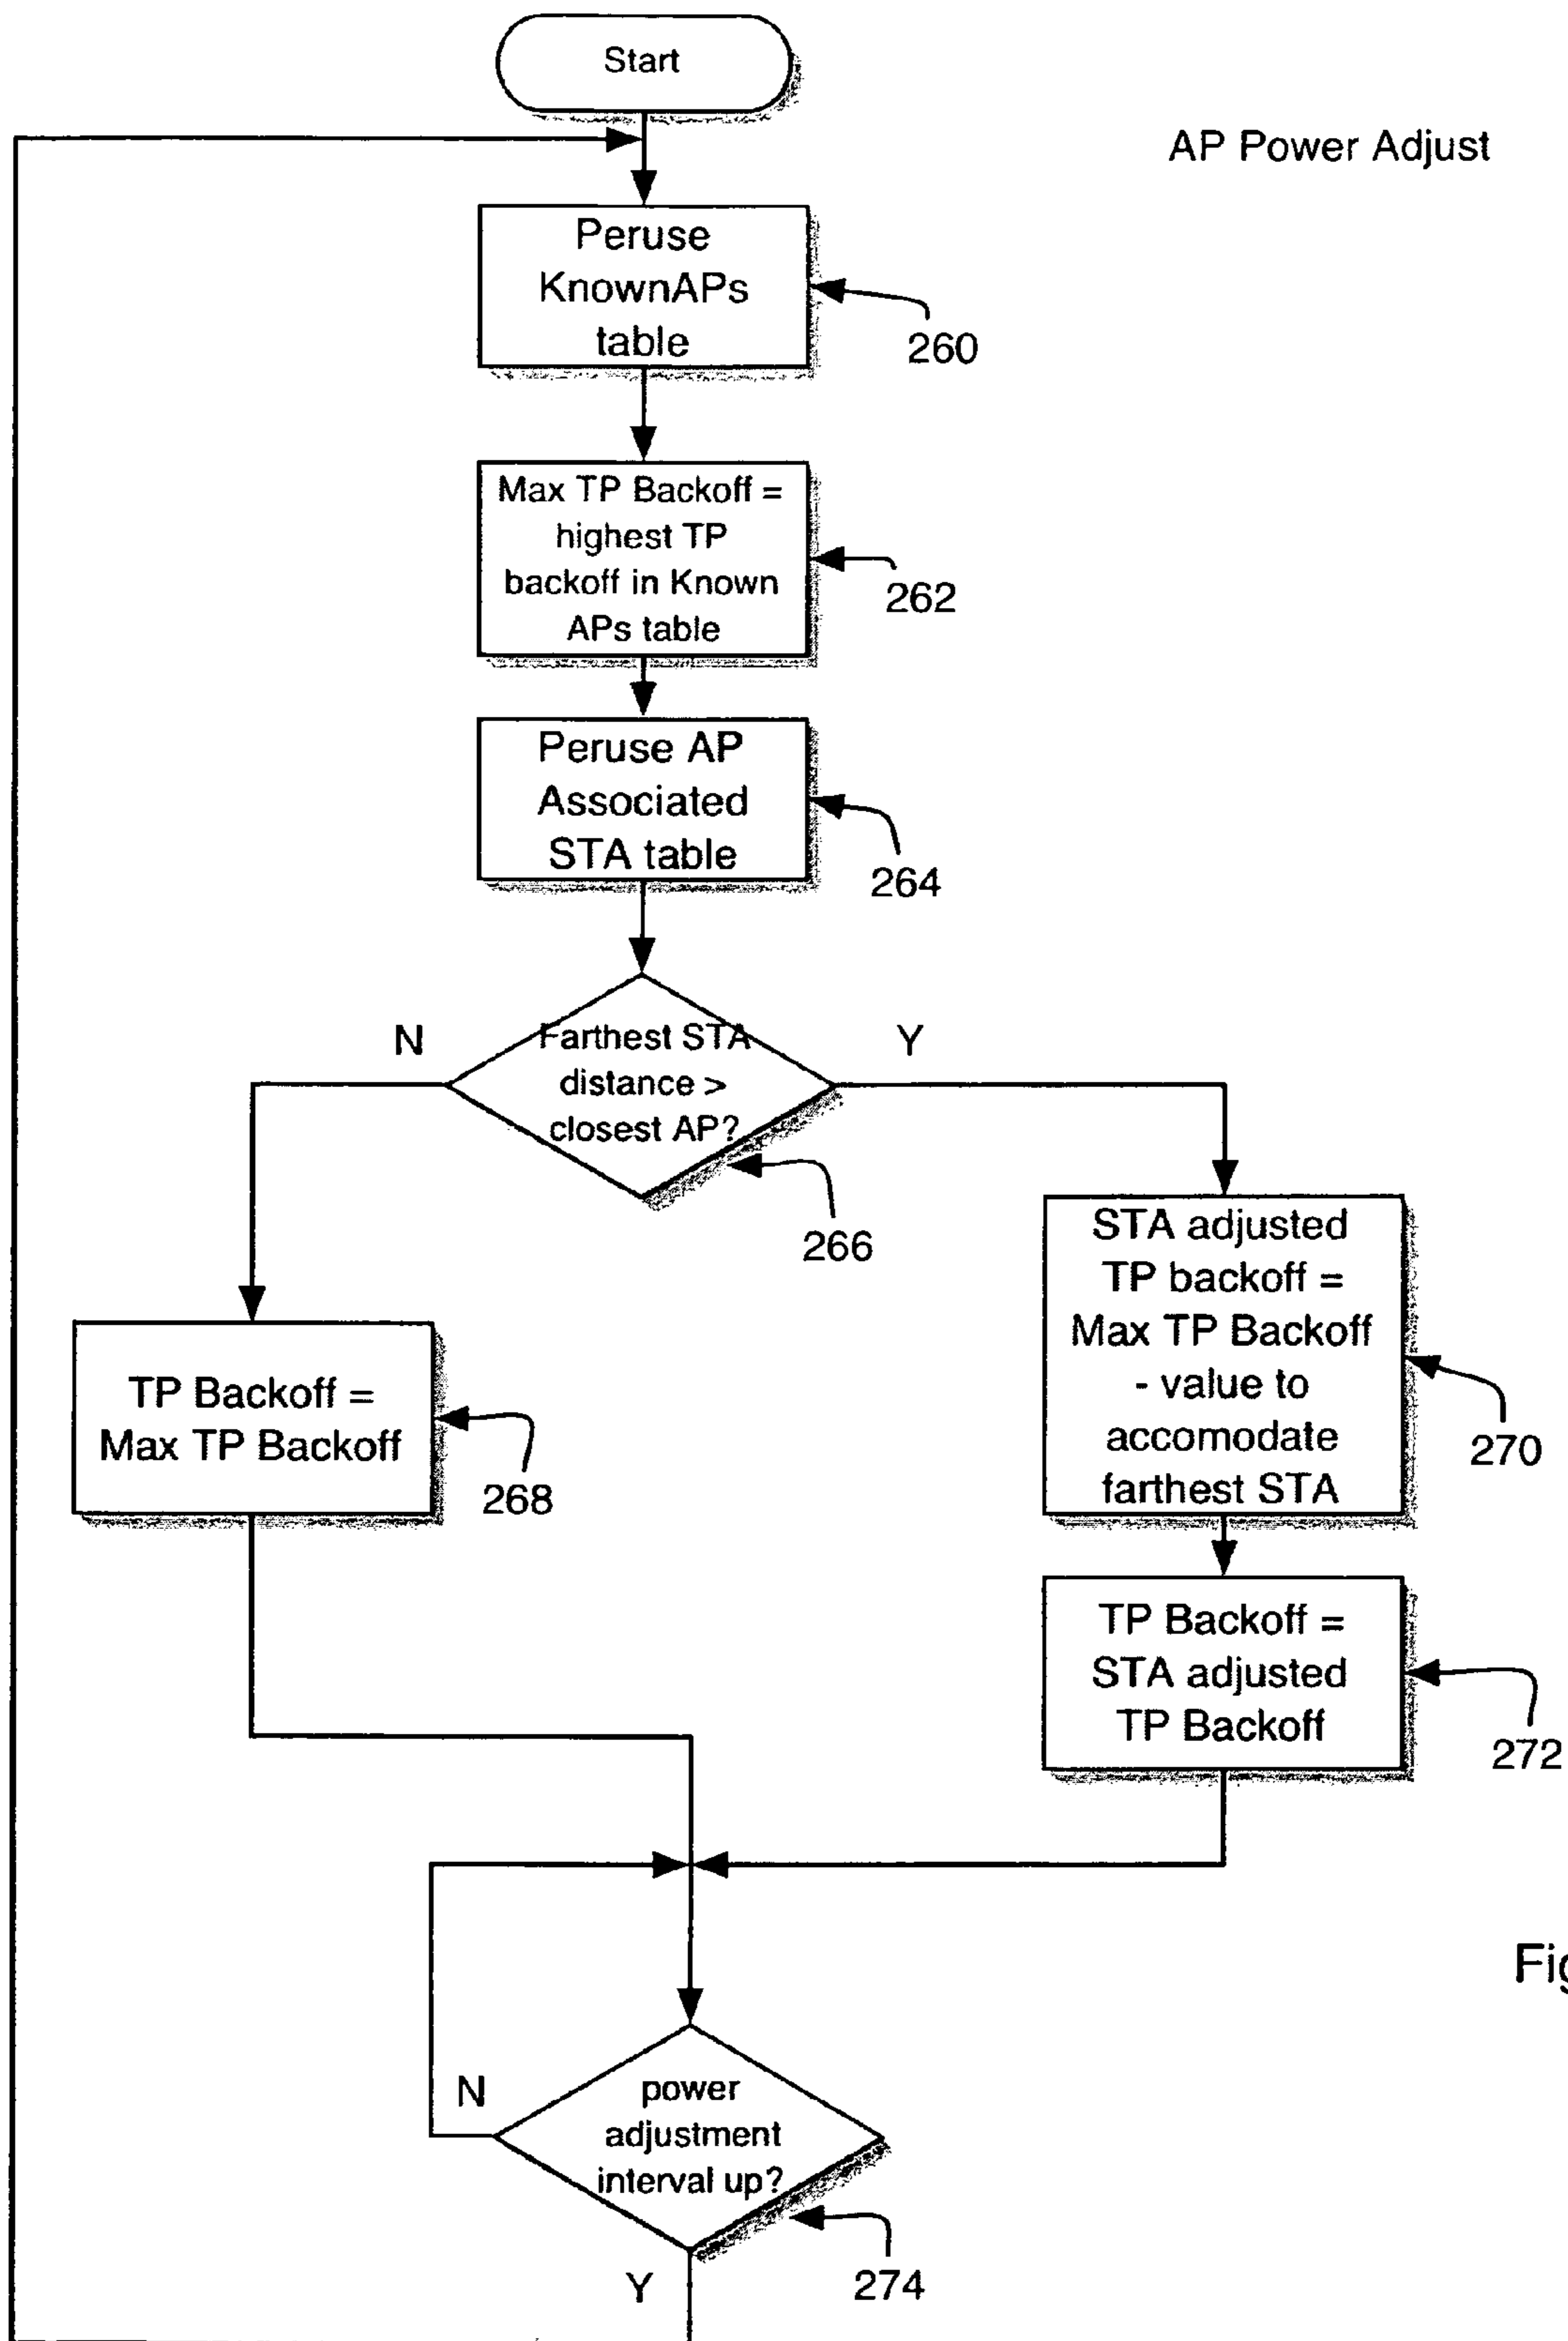 Start
AP Power Adjust
Peruse
KnownAPs
table
260
Max TP Backoff =
highest TP
backoff in Known
APs table
262
Peruse AP
Associated
STA table
264
N
Farthest STA
distance >
closest AP?
Y
266
STA adjusted
TP backoff =
Max TP Backoff
- value to
accomodate
farthest STA
270
TP Backoff =
Max TP Backoff
268
TP Backoff =
STA adjusted
TP Backoff
272
Fig
N
power
adjustment
interval up?
Y
274